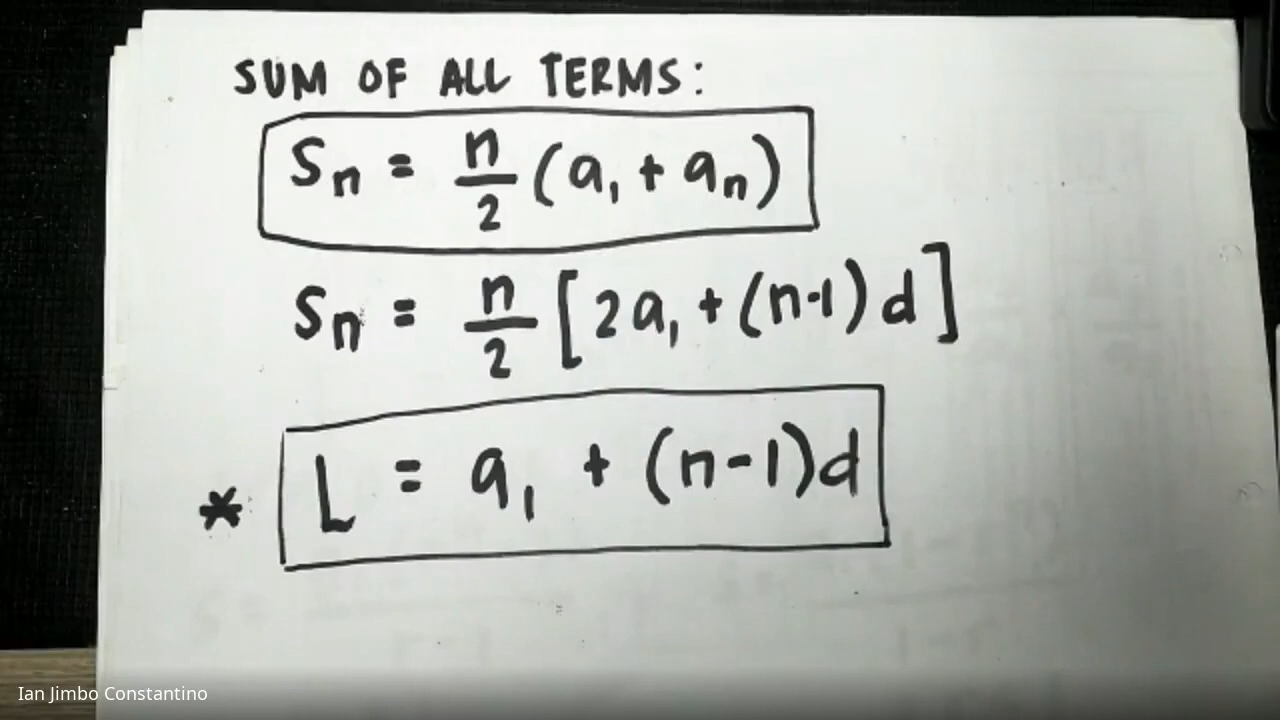 SUM OF ALL TERMS:
Sn = n/2 (a₁ + aₙ)
Sn = n/2 [2a₁ + (n-1)d]
* L = a₁ + (n-1)d
Ian Jimbo Constantino